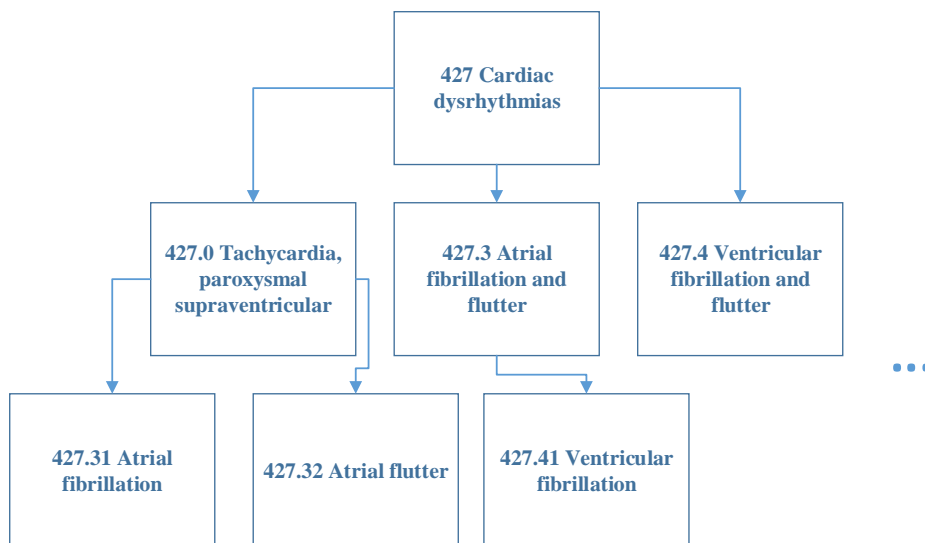 427 Cardiac
dysrhythmias
427.0 Tachycardia,
paroxysmal
supraventricular
427.3 Atrial
fibrillation and
flutter
427.4 Ventricular
fibrillation and
flutter
...
427.31 Atrial
fibrillation
427.32 Atrial flutter
427.41 Ventricular
fibrillation